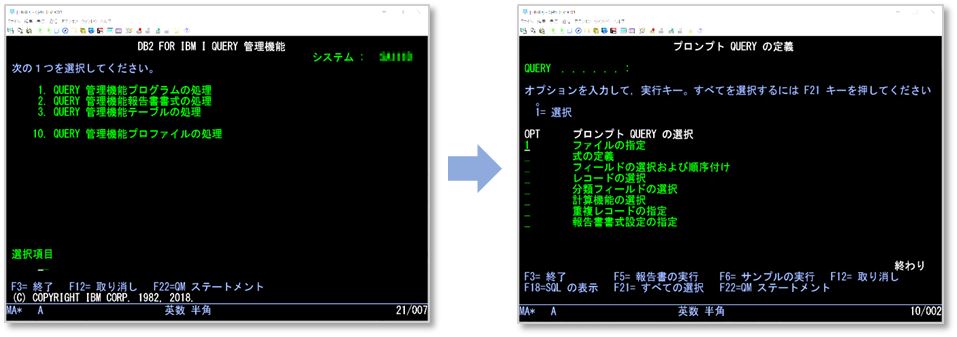 DB2 FOR IBM I QUERY 管理機能
システム :
次の１つを選択してください。
1. QUERY 管理機能プログラムの処理
2. QUERY 管理機能報告書書式の処理
3. QUERY 管理機能テーブルの処理
10. QUERY 管理機能プロファイルの処理
選択項目
F3= 終了 F12= 取り消し F22=QM ステートメント
(C) COPYRIGHT IBM CORP. 1982, 2018.
MA* A 英数 半角 21/007
プロンプト QUERY の定義
QUERY . . . . . . :
オプションを入力して, 実行キー。すべてを選択するには F21 キーを押してください
。
1= 選択
OPT プロンプト QUERY の選択
1 ファイルの指定
_ 式の定義
_ フィールドの選択および順序付け
_ レコードの選択
_ 分類フィールドの選択
_ 計算機能の選択
_ 重複レコードの指定
_ 報告書書式設定の指定
終わり
F3= 終了 F5= 報告書の実行 F6= サンプルの実行 F12= 取り消し
F18=SQL の表示 F21= すべての選択 F22=QM ステートメント
MA* A 英数 半角 10/002